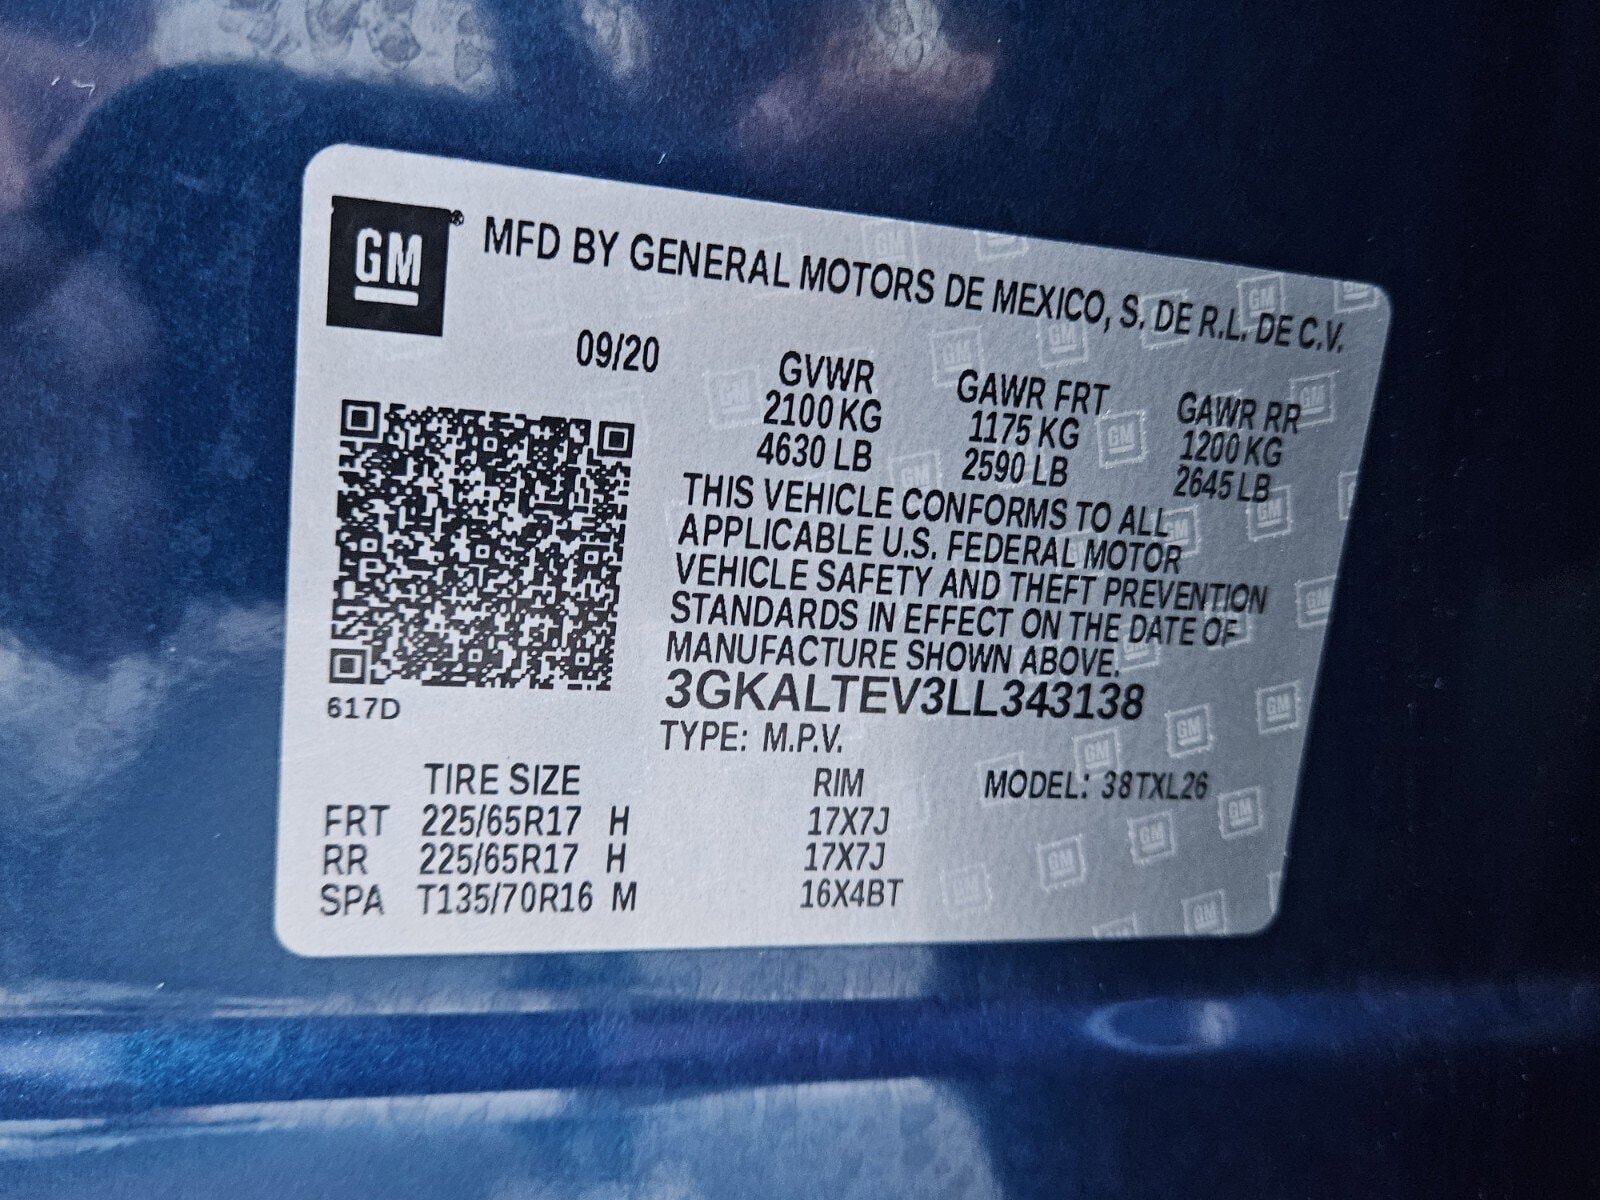 GM® MFD BY GENERAL MOTORS DE MEXICO, S. DE R.L. DE C.V.
09/20
GVWR GAWR FRT GAWR RR
2100 KG 1175 KG 1200 KG
4630 LB 2590 LB 2645 LB
THIS VEHICLE CONFORMS TO ALL
APPLICABLE U.S. FEDERAL MOTOR
VEHICLE SAFETY AND THEFT PREVENTION
STANDARDS IN EFFECT ON THE DATE OF
MANUFACTURE SHOWN ABOVE.
617D
3GKALTEV3LL343138
TYPE: M.P.V.
TIRE SIZE RIM MODEL: 38TXL26
FRT 225/65R17 H 17X7J
RR 225/65R17 H 17X7J
SPA T135/70R16 M 16X4BT